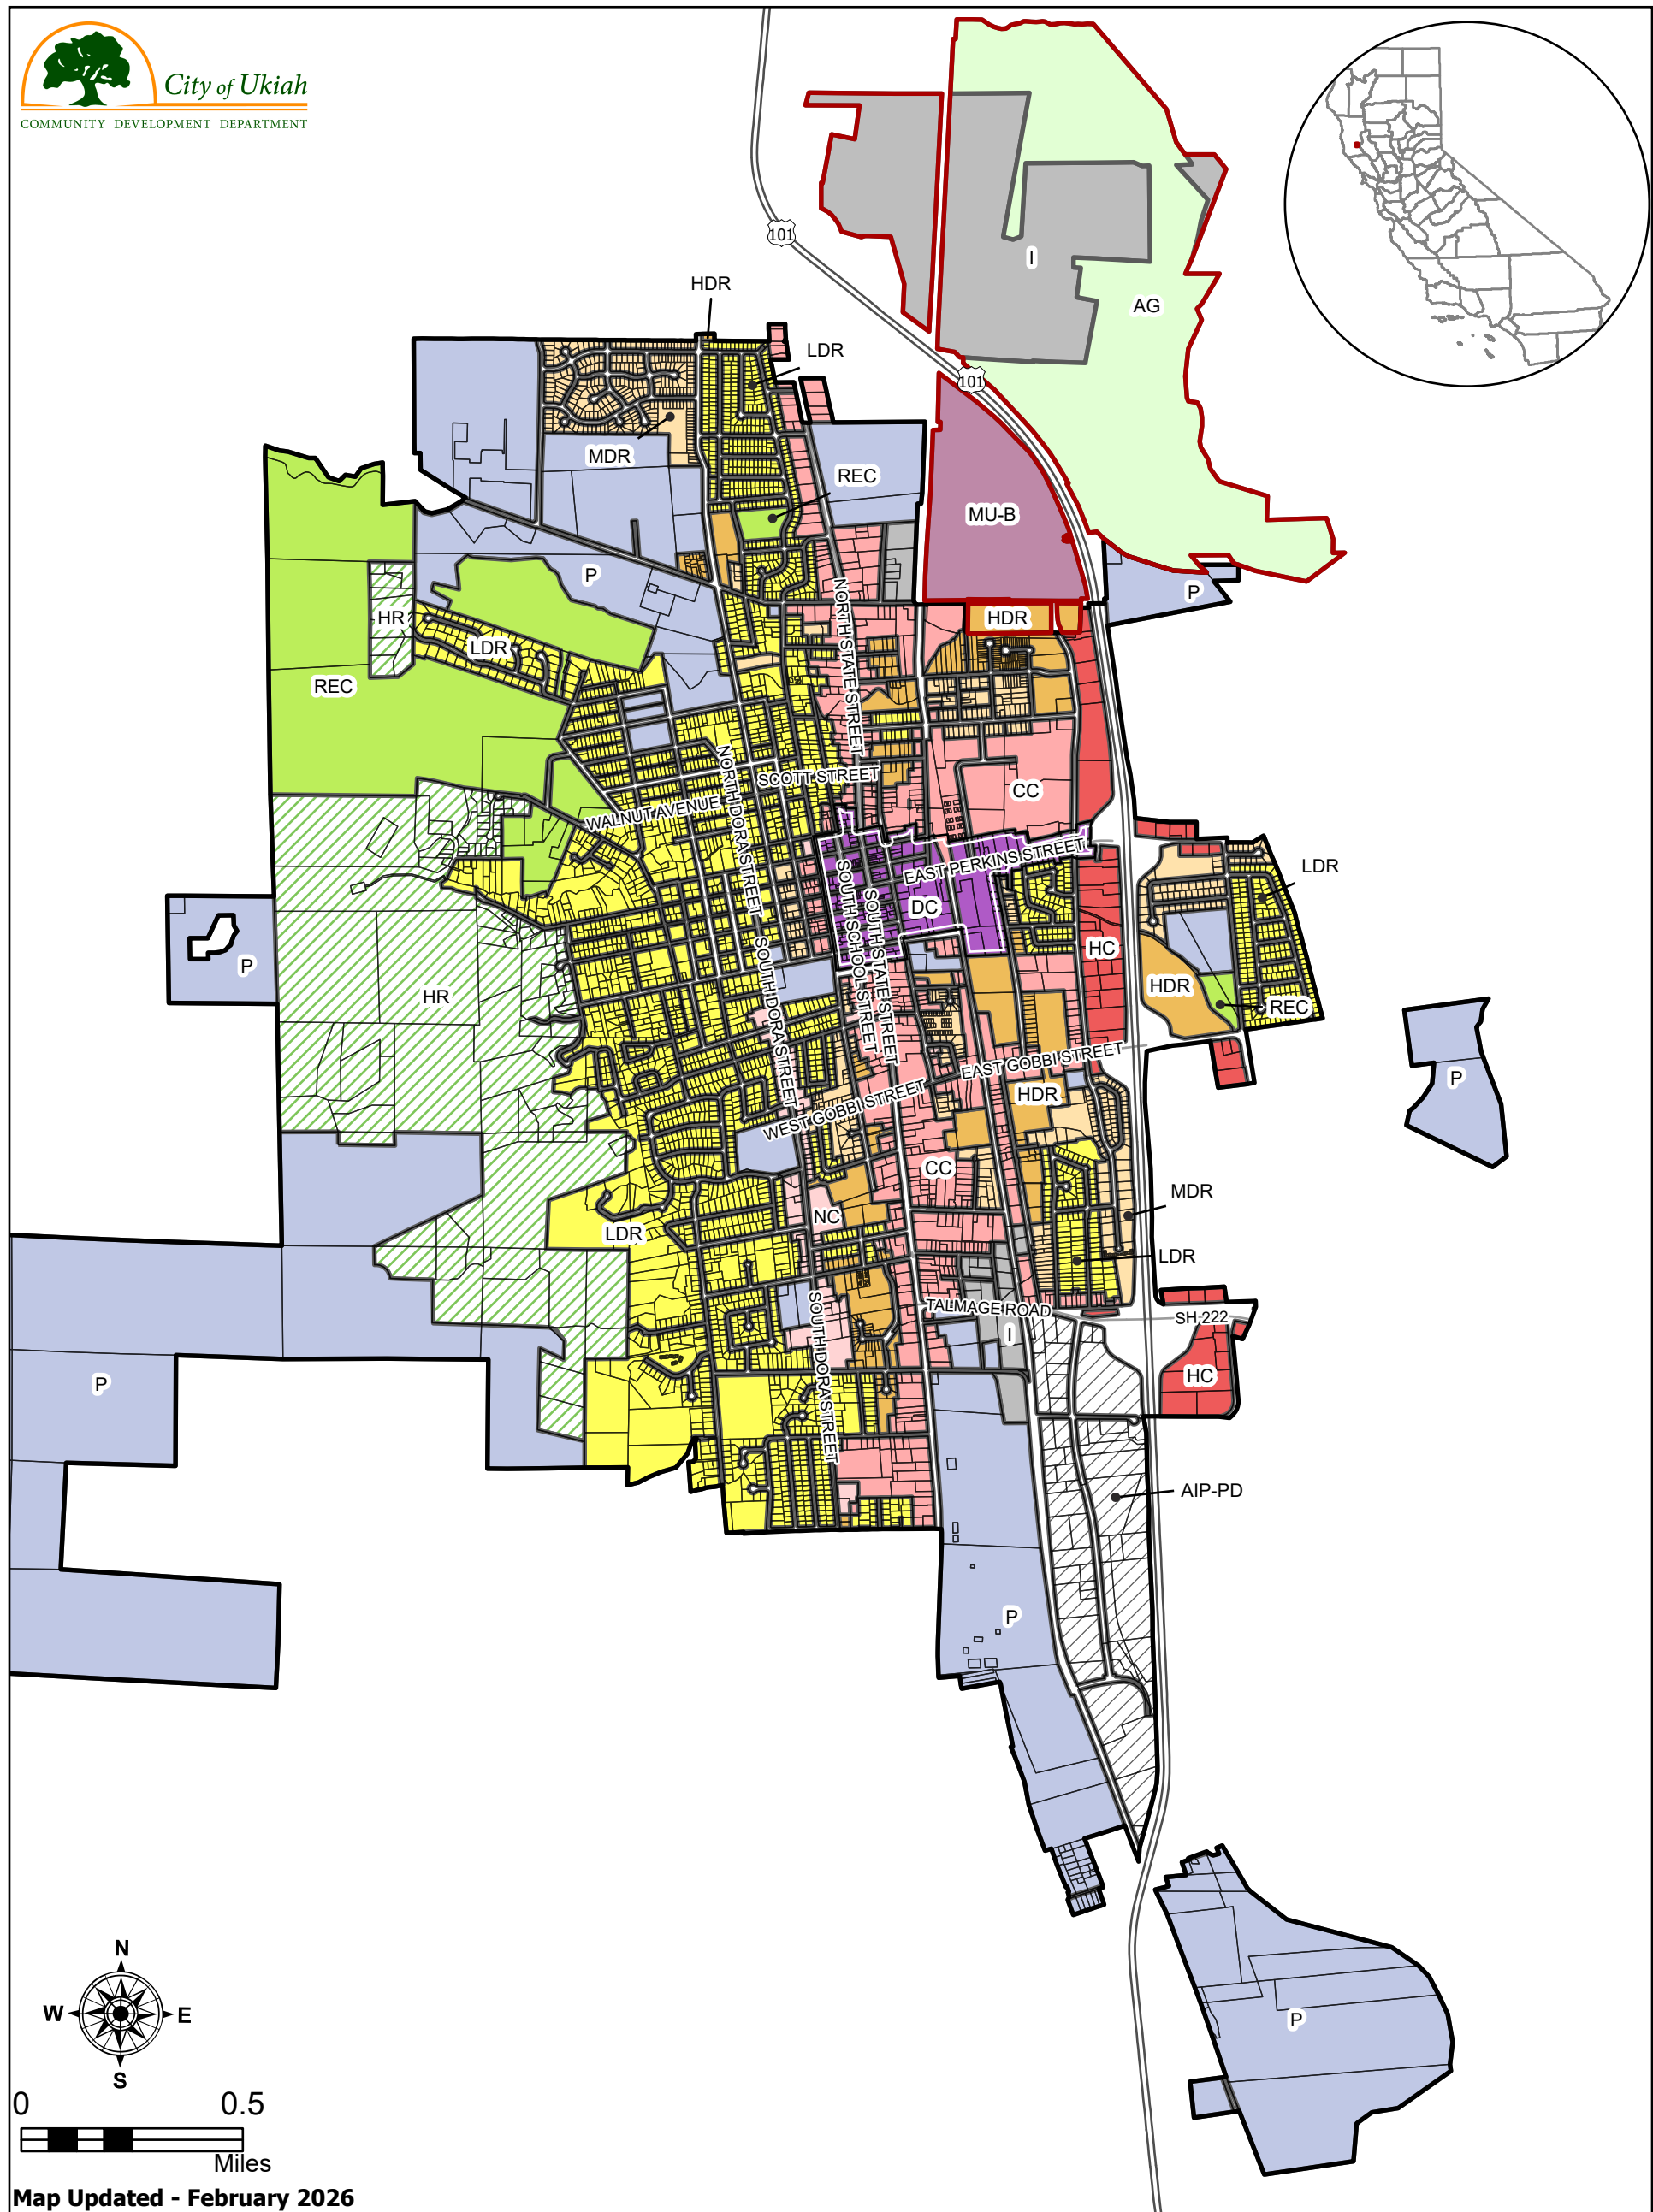 City of Ukiah
COMMUNITY DEVELOPMENT DEPARTMENT
101
I
HDR
AG
LDR
101
MDR
REC
MU-B
P
P
HR
HDR
LDR
REC
NORTH STATE STREET
NORTH DORA STREET
SCOTT STREET
CC
WALNUT AVENUE
EAST PERKINS STREET
LDR
SOUTH SCHOOL STREET
SOUTH STATE STREET
DC
HC
P
HR
SOUTH DORA STREET
HDR
REC
EAST GOBBI STREET
P
WEST GOBBI STREET
HDR
CC
MDR
NC
LDR
LDR
TALMAGE ROAD
SH 222
I
SOUTH DORA STREET
P
HC
AIP-PD
P
P
N
W
E
S
0 0.5
Miles
Map Updated - February 2026